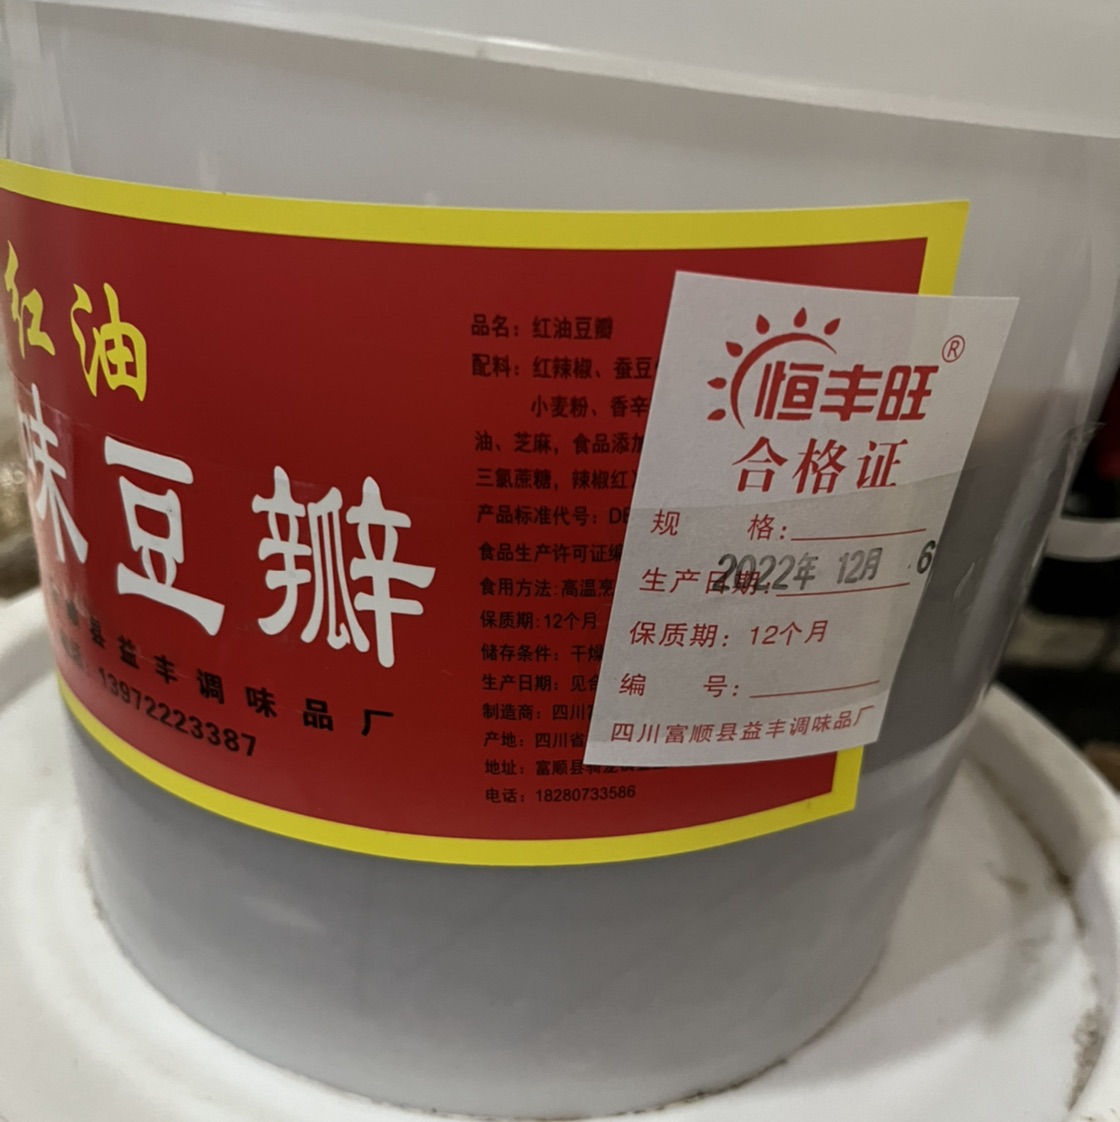 红油
味豆瓣
县益丰调味品厂
13972223387
品名：红油豆瓣
配料：红辣椒、蚕豆
小麦粉、香辛
油、芝麻，食品添加
三氯蔗糖，辣椒红
产品标准代号：DB
食品生产许可证编
食用方法：高温烹
保质期：12个月
储存条件：干燥
生产日期：见合
制造商：四川
产地：四川省
地址：富顺县
电话：18280733586
恒丰旺®
合格证
规 格：
生产日期：2022年 12月 6
保质期：12个月
编 号：
四川富顺县益丰调味品厂